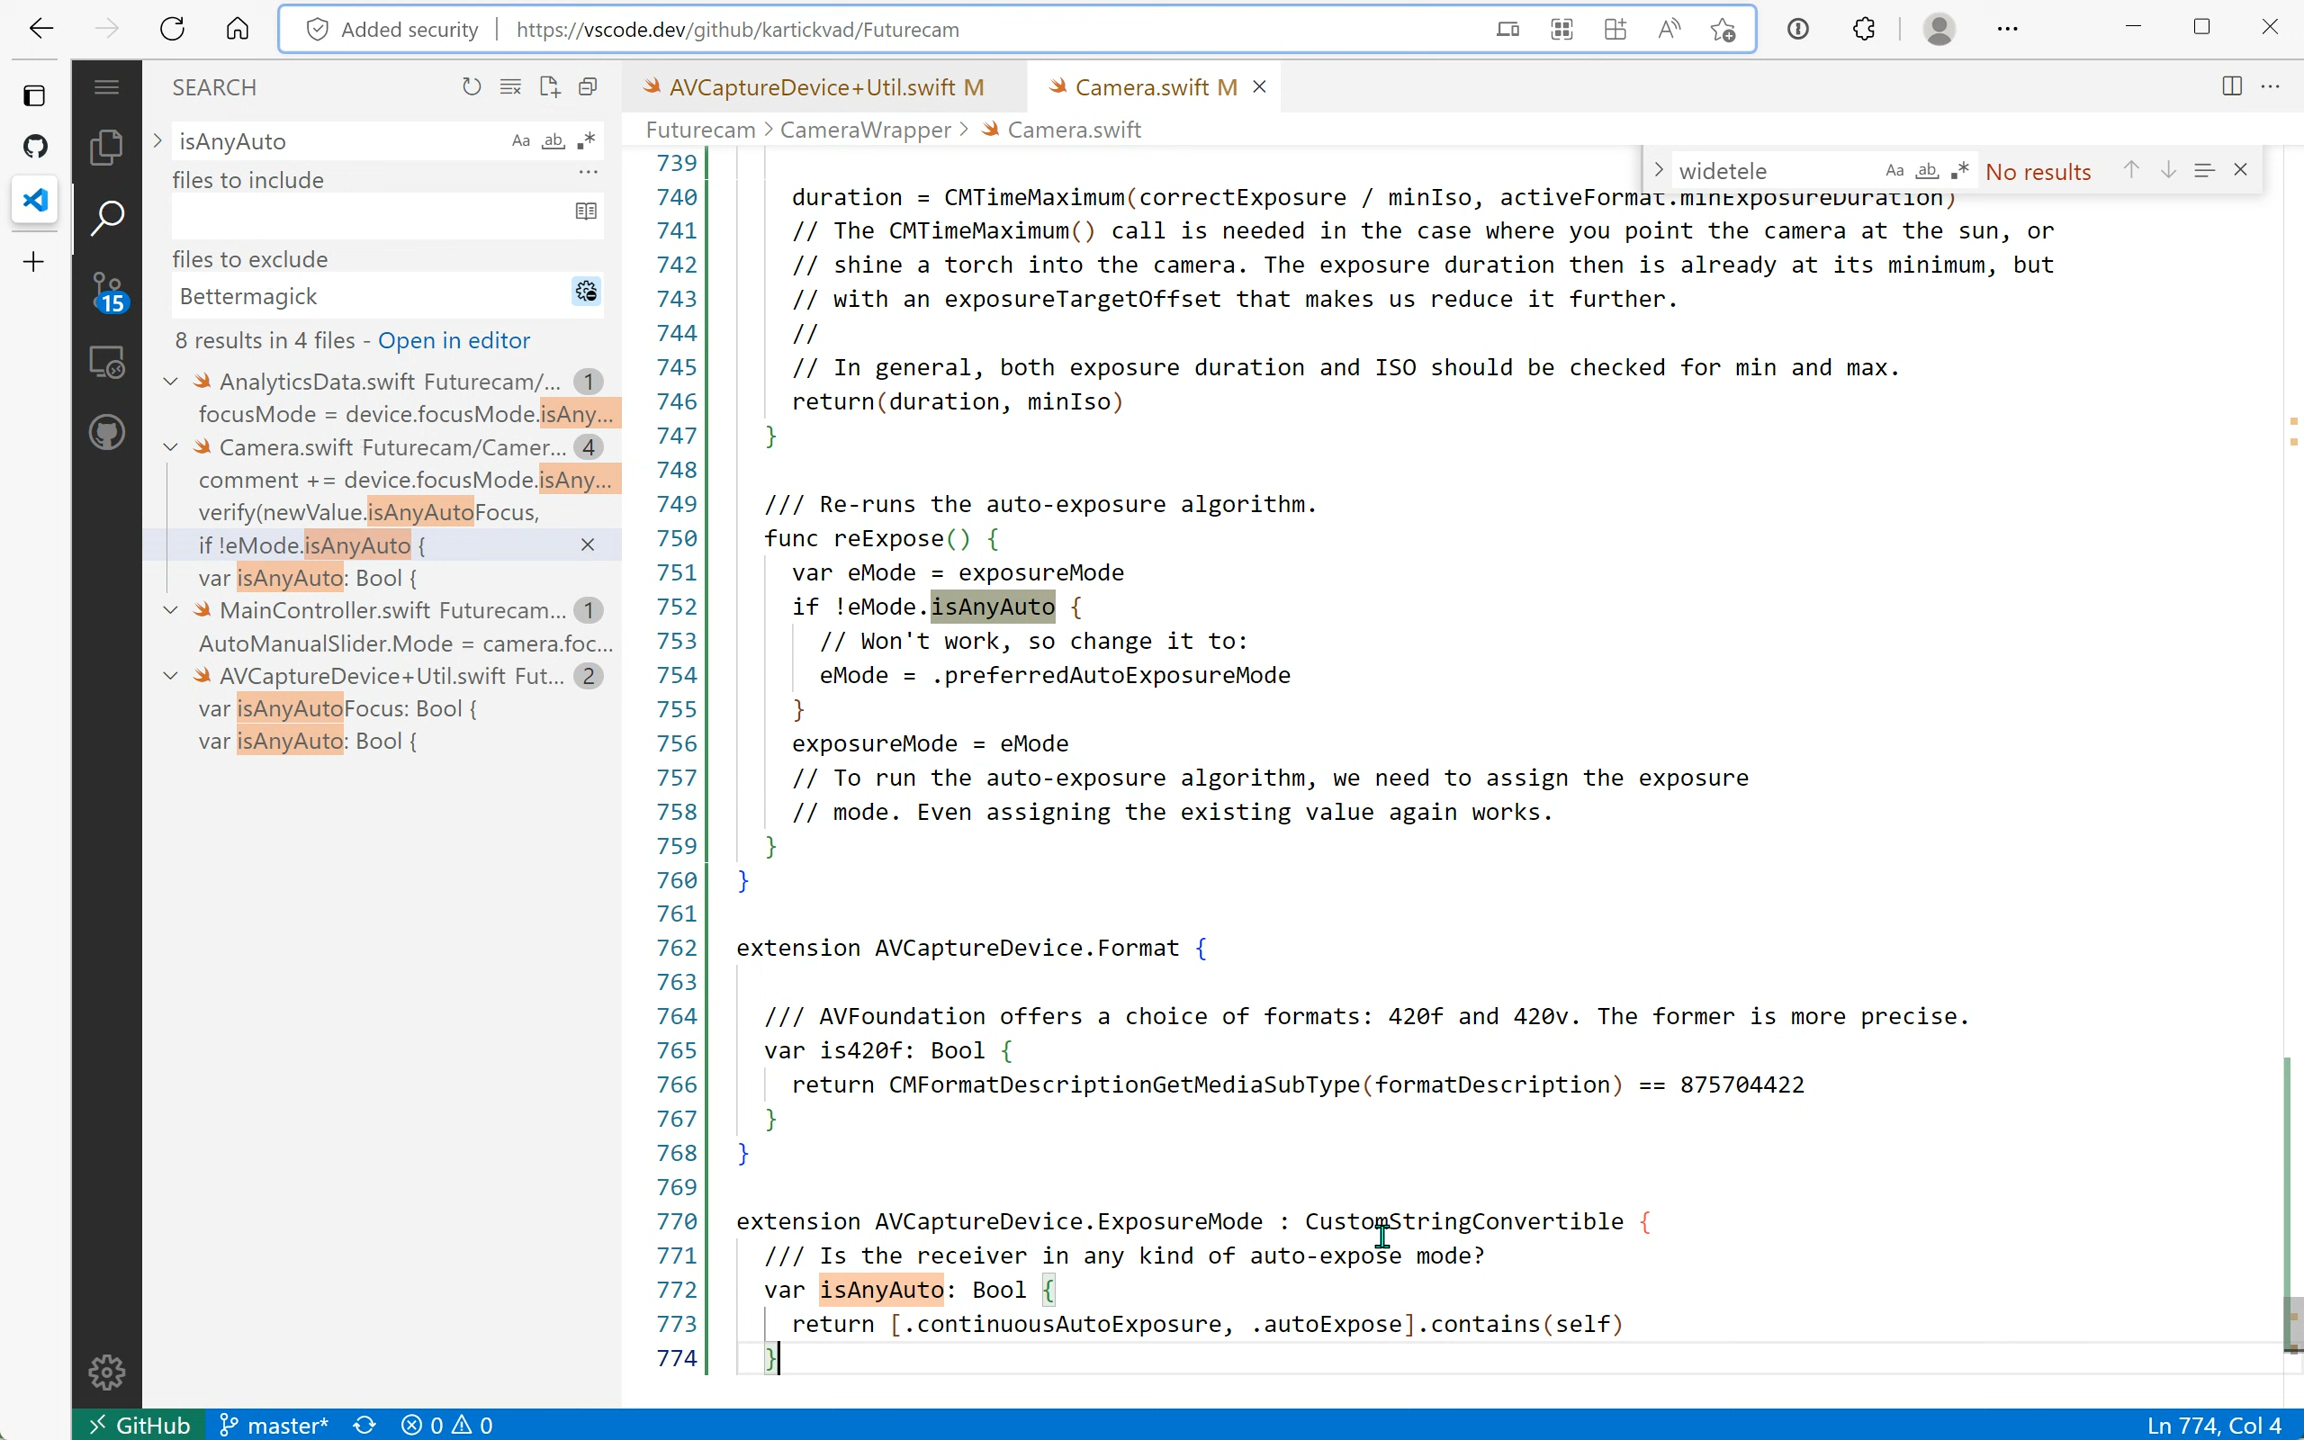 Added security
https://vscode.dev/github/kartickvad/Futurecam
SEARCH
isAnyAuto
Aa ab .*
files to include
files to exclude
Bettermagick
8 results in 4 files - Open in editor
AnalyticsData.swift Futurecam/... 1
focusMode = device.focusMode.isAny...
Camera.swift Futurecam/Camer... 4
comment += device.focusMode.isAny...
verify(newValue.isAnyAutoFocus,
if !eMode.isAnyAuto {
var isAnyAuto: Bool {
MainController.swift Futurecam... 1
AutoManualSlider.Mode = camera.foc...
AVCaptureDevice+Util.swift Fut... 2
var isAnyAutoFocus: Bool {
var isAnyAuto: Bool {
15
AVCaptureDevice+Util.swift M
Camera.swift M
Futurecam > CameraWrapper > Camera.swift
widetele
Aa ab .*
No results
739
740 duration = CMTimeMaximum(correctExposure / minIso, activeFormat.minExposureDuration)
741 // The CMTimeMaximum() call is needed in the case where you point the camera at the sun, or
742 // shine a torch into the camera. The exposure duration then is already at its minimum, but
743 // with an exposureTargetOffset that makes us reduce it further.
744 //
745 // In general, both exposure duration and ISO should be checked for min and max.
746 return(duration, minIso)
747 }
748
749 /// Re-runs the auto-exposure algorithm.
750 func reExpose() {
751 var eMode = exposureMode
752 if !eMode.isAnyAuto {
753 // Won't work, so change it to:
754 eMode = .preferredAutoExposureMode
755 }
756 exposureMode = eMode
757 // To run the auto-exposure algorithm, we need to assign the exposure
758 // mode. Even assigning the existing value again works.
759 }
760 }
761
762 extension AVCaptureDevice.Format {
763
764 /// AVFoundation offers a choice of formats: 420f and 420v. The former is more precise.
765 var is420f: Bool {
766 return CMFormatDescriptionGetMediaSubType(formatDescription) == 875704422
767 }
768 }
769
770 extension AVCaptureDevice.ExposureMode : CustomStringConvertible {
771 /// Is the receiver in any kind of auto-expose mode?
772 var isAnyAuto: Bool {
773 return [.continuousAutoExposure, .autoExpose].contains(self)
774 }
GitHub
master*
0 0
Ln 774, Col 4